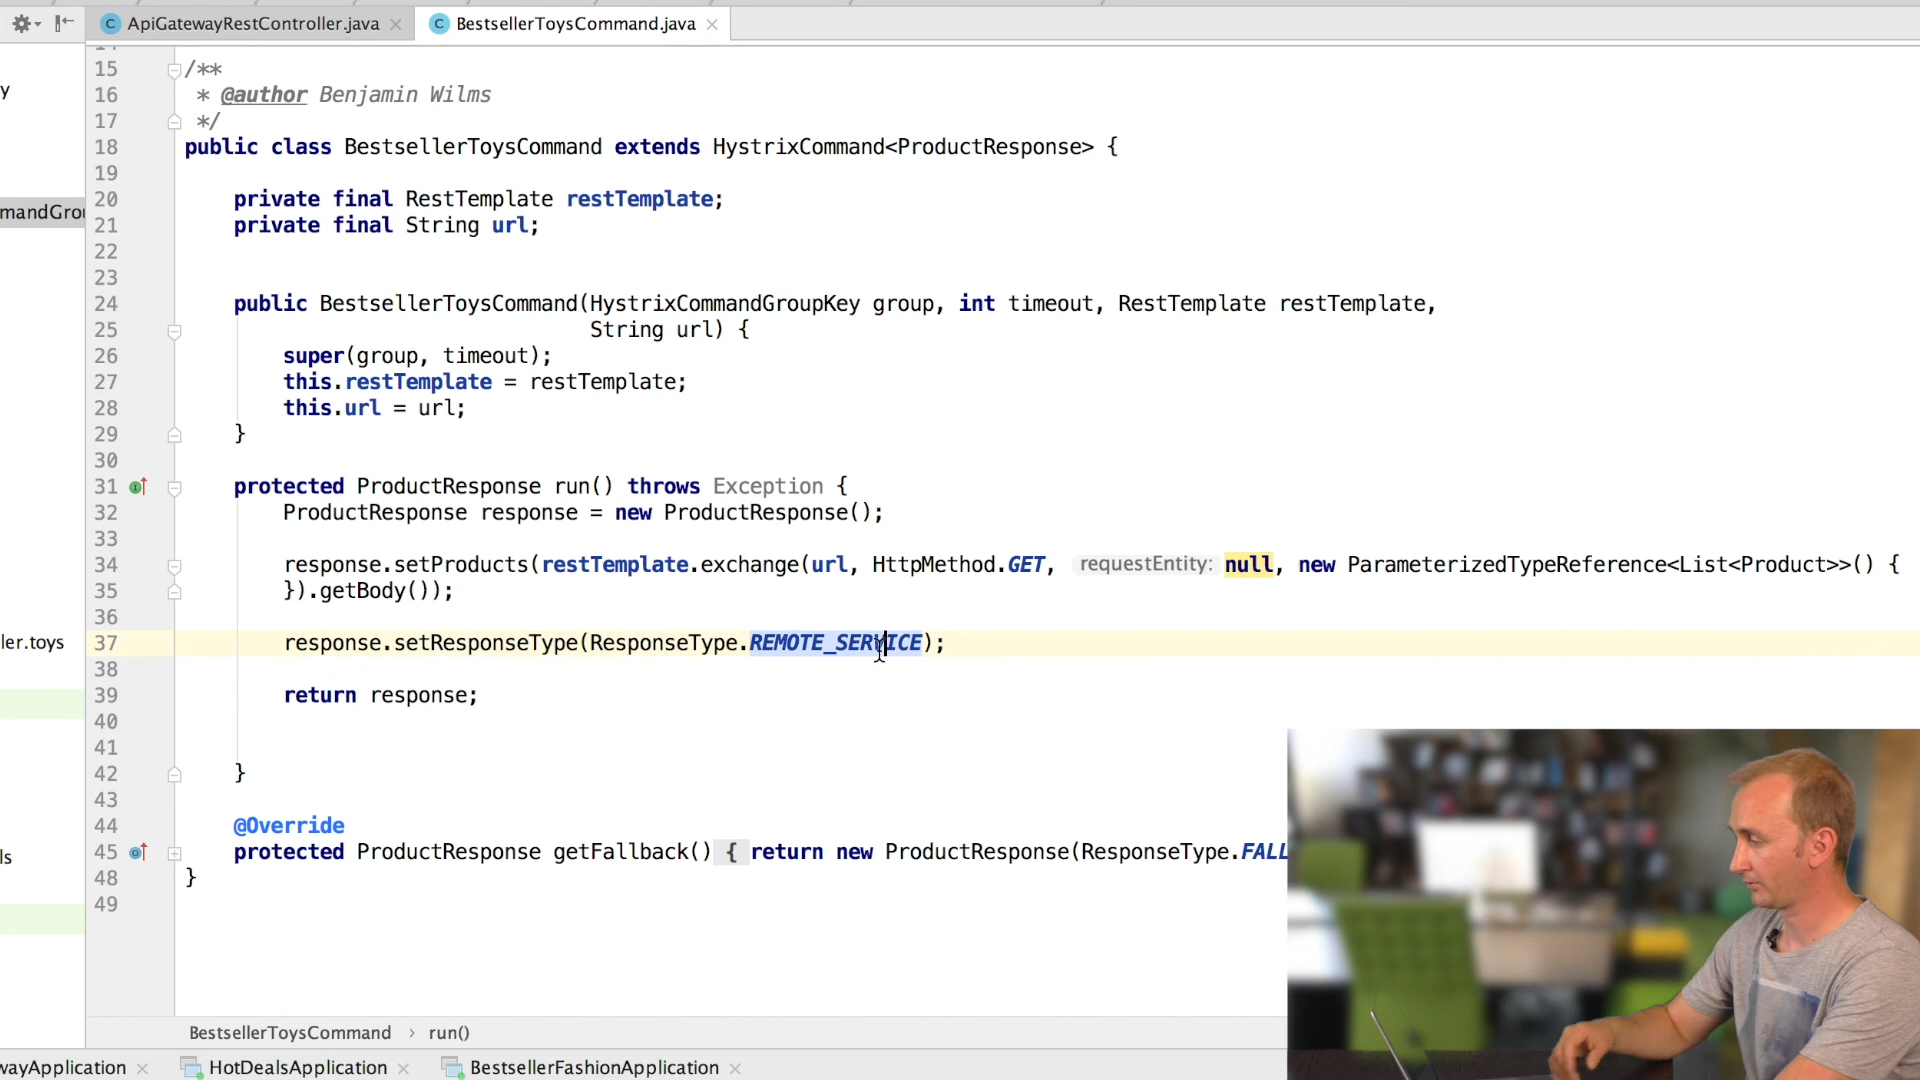 ApiGatewayRestController.java
BestsellerToysCommand.java
15 /**
y
16 * @author Benjamin Wilms
17 */
18 public class BestsellerToysCommand extends HystrixCommand<ProductResponse> {
19
20 private final RestTemplate restTemplate;
mandGrou
21 private final String url;
22
23
24 public BestsellerToysCommand(HystrixCommandGroupKey group, int timeout, RestTemplate restTemplate,
25 String url) {
26 super(group, timeout);
27 this.restTemplate = restTemplate;
28 this.url = url;
29 }
30
31 protected ProductResponse run() throws Exception {
32 ProductResponse response = new ProductResponse();
33
34 response.setProducts(restTemplate.exchange(url, HttpMethod.GET, requestEntity: null, new ParameterizedTypeReference<List<Product>>() {
35 }).getBody());
36
ler.toys
37 response.setResponseType(ResponseType.REMOTE_SERVICE);
38
39 return response;
40
41
42 }
43
44 @Override
45 protected ProductResponse getFallback() { return new ProductResponse(ResponseType.FALL
ls
48 }
49
BestsellerToysCommand › run()
wayApplication
HotDealsApplication
BestsellerFashionApplication